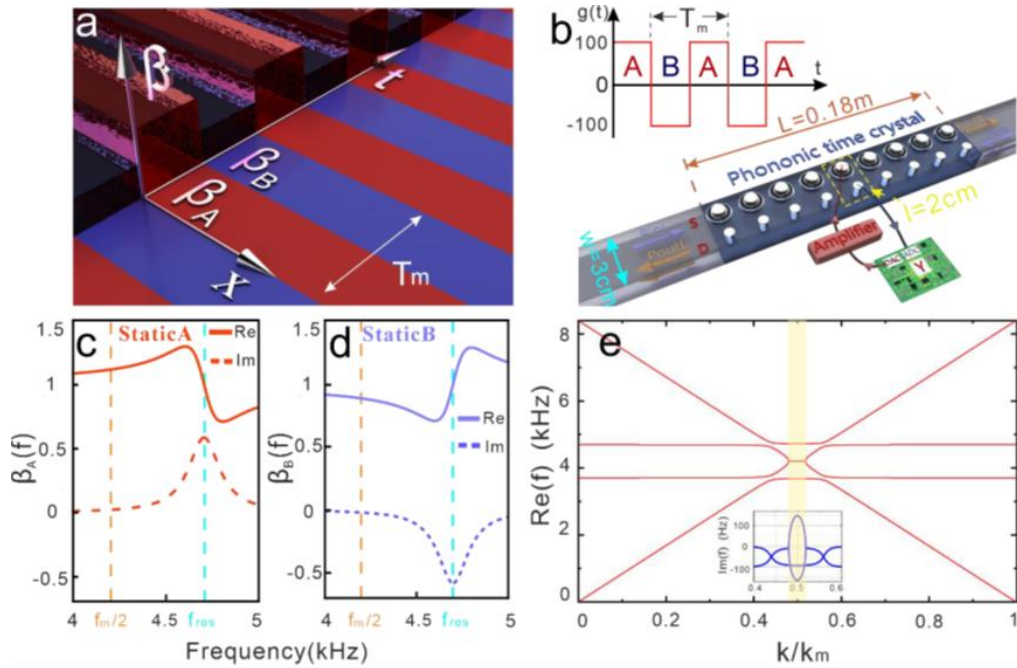 a
β
t
β_B
β_A
X
T_m
b
g(t)
T_m
100
A B A B A
t
0
-100
L=0.18m
Phononic time crystal
l=2cm
S
D
w=3cm
Amplifier
Y
c
StaticA
Re
Im
1.5
1
0.5
0
-0.5
β_A(f)
4 f_m/2 4.5 f_res 5
d
StaticB
Re
Im
1.5
1
0.5
0
-0.5
β_B(f)
4 f_m/2 4.5 f_res 5
Frequency(kHz)
e
Re(f) (kHz)
8
6
4
2
0
Im(f) (Hz)
100
0
-100
0.4 0.5 0.6
0 0.2 0.4 0.6 0.8 1
k/k_m